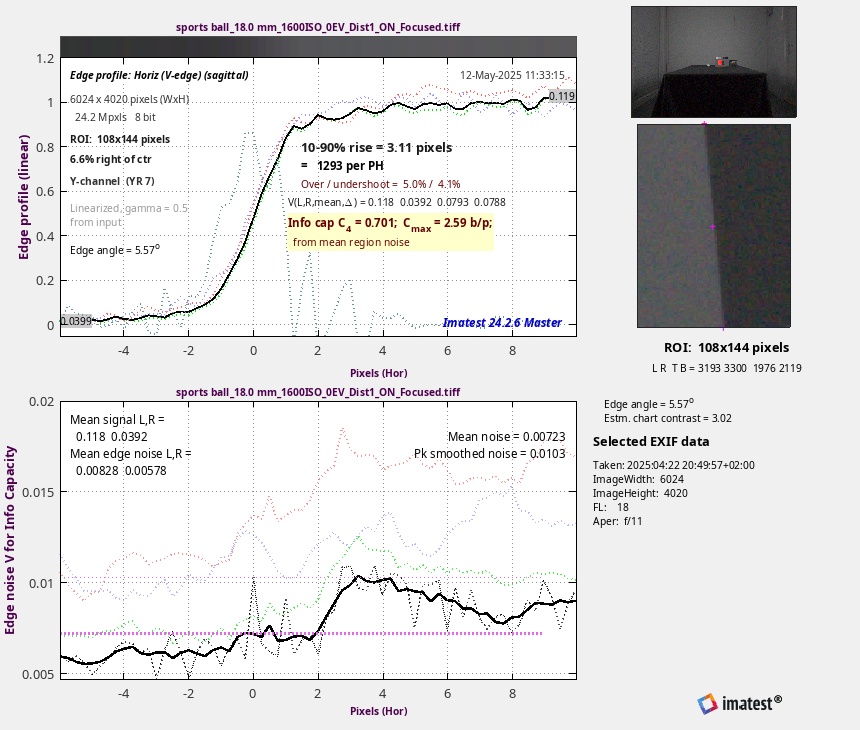 sports ball_18.0 mm_1600ISO_0EV_Dist1_ON_Focused.tiff
Edge profile: Horiz (V-edge) (sagittal)
12-May-2025 11:33:15
6024 x 4020 pixels (WxH)
24.2 Mpxls 8 bit
ROI: 108x144 pixels
6.6% right of ctr
Y-channel (YR 7)
Linearized, gamma = 0.5
from input
Edge angle = 5.57o
10-90% rise = 3.11 pixels
= 1293 per PH
Over / undershoot = 5.0% / 4.1%
V(L,R,mean,Δ) = 0.118 0.0392 0.0793 0.0788
Info cap C4 = 0.701; Cmax = 2.59 b/p;
from mean region noise
0.119
0.0399
Imatest 24.2.6 Master
Edge profile (linear)
1.2
1
0.8
0.6
0.4
0.2
0
-4 -2 0 2 4 6 8
Pixels (Hor)
sports ball_18.0 mm_1600ISO_0EV_Dist1_ON_Focused.tiff
Mean signal L,R =
0.118 0.0392
Mean edge noise L,R =
0.00828 0.00578
Mean noise = 0.00723
Pk smoothed noise = 0.0103
Edge noise V for Info Capacity
0.02
0.015
0.01
0.005
-4 -2 0 2 4 6 8
Pixels (Hor)
ROI: 108x144 pixels
L R T B = 3193 3300 1976 2119
Edge angle = 5.57o
Estm. chart contrast = 3.02
Selected EXIF data
Taken: 2025:04:22 20:49:57+02:00
ImageWidth: 6024
ImageHeight: 4020
FL: 18
Aper: f/11
imatest®